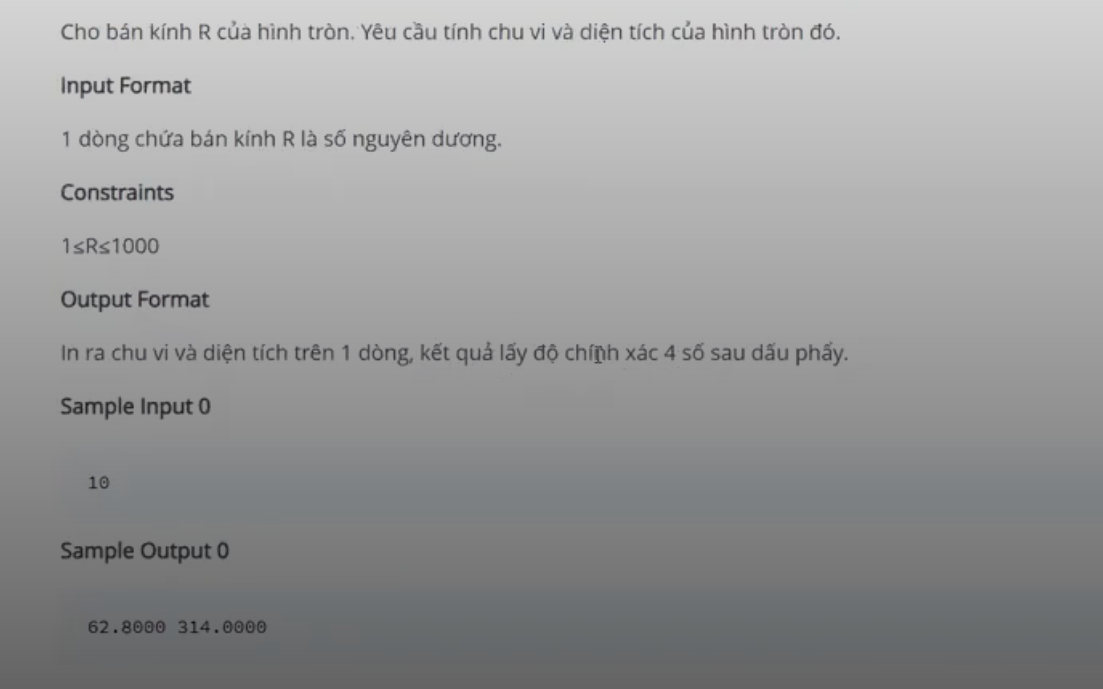 Cho bán kính R của hình tròn. Yêu cầu tính chu vi và diện tích của hình tròn đó.
Input Format
1 dòng chứa bán kính R là số nguyên dương.
Constraints
1≤R≤1000
Output Format
In ra chu vi và diện tích trên 1 dòng, kết quả lấy độ chính xác 4 số sau dấu phẩy.
Sample Input 0
10
Sample Output 0
62.8000 314.0000